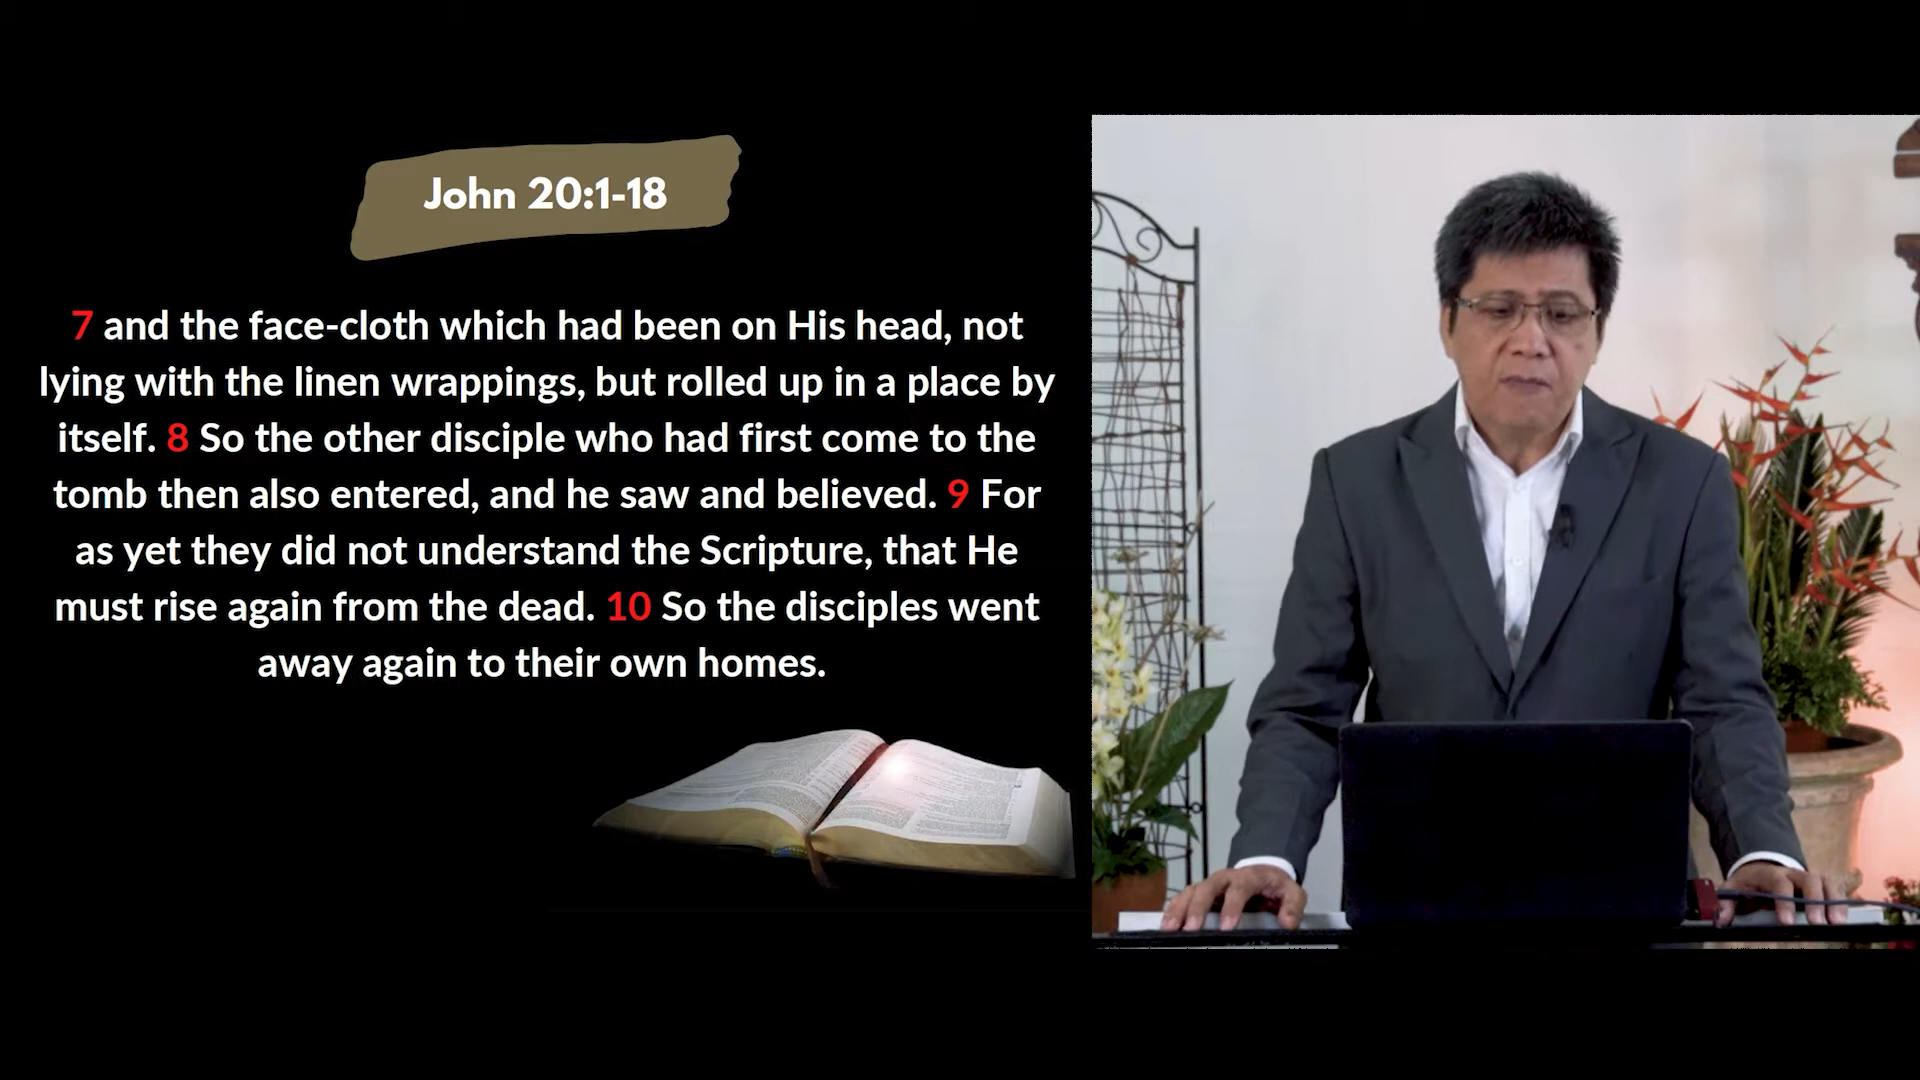 John 20:1-18
7 and the face-cloth which had been on His head, not
lying with the linen wrappings, but rolled up in a place by
itself. 8 So the other disciple who had first come to the
tomb then also entered, and he saw and believed. 9 For
as yet they did not understand the Scripture, that He
must rise again from the dead. 10 So the disciples went
away again to their own homes.